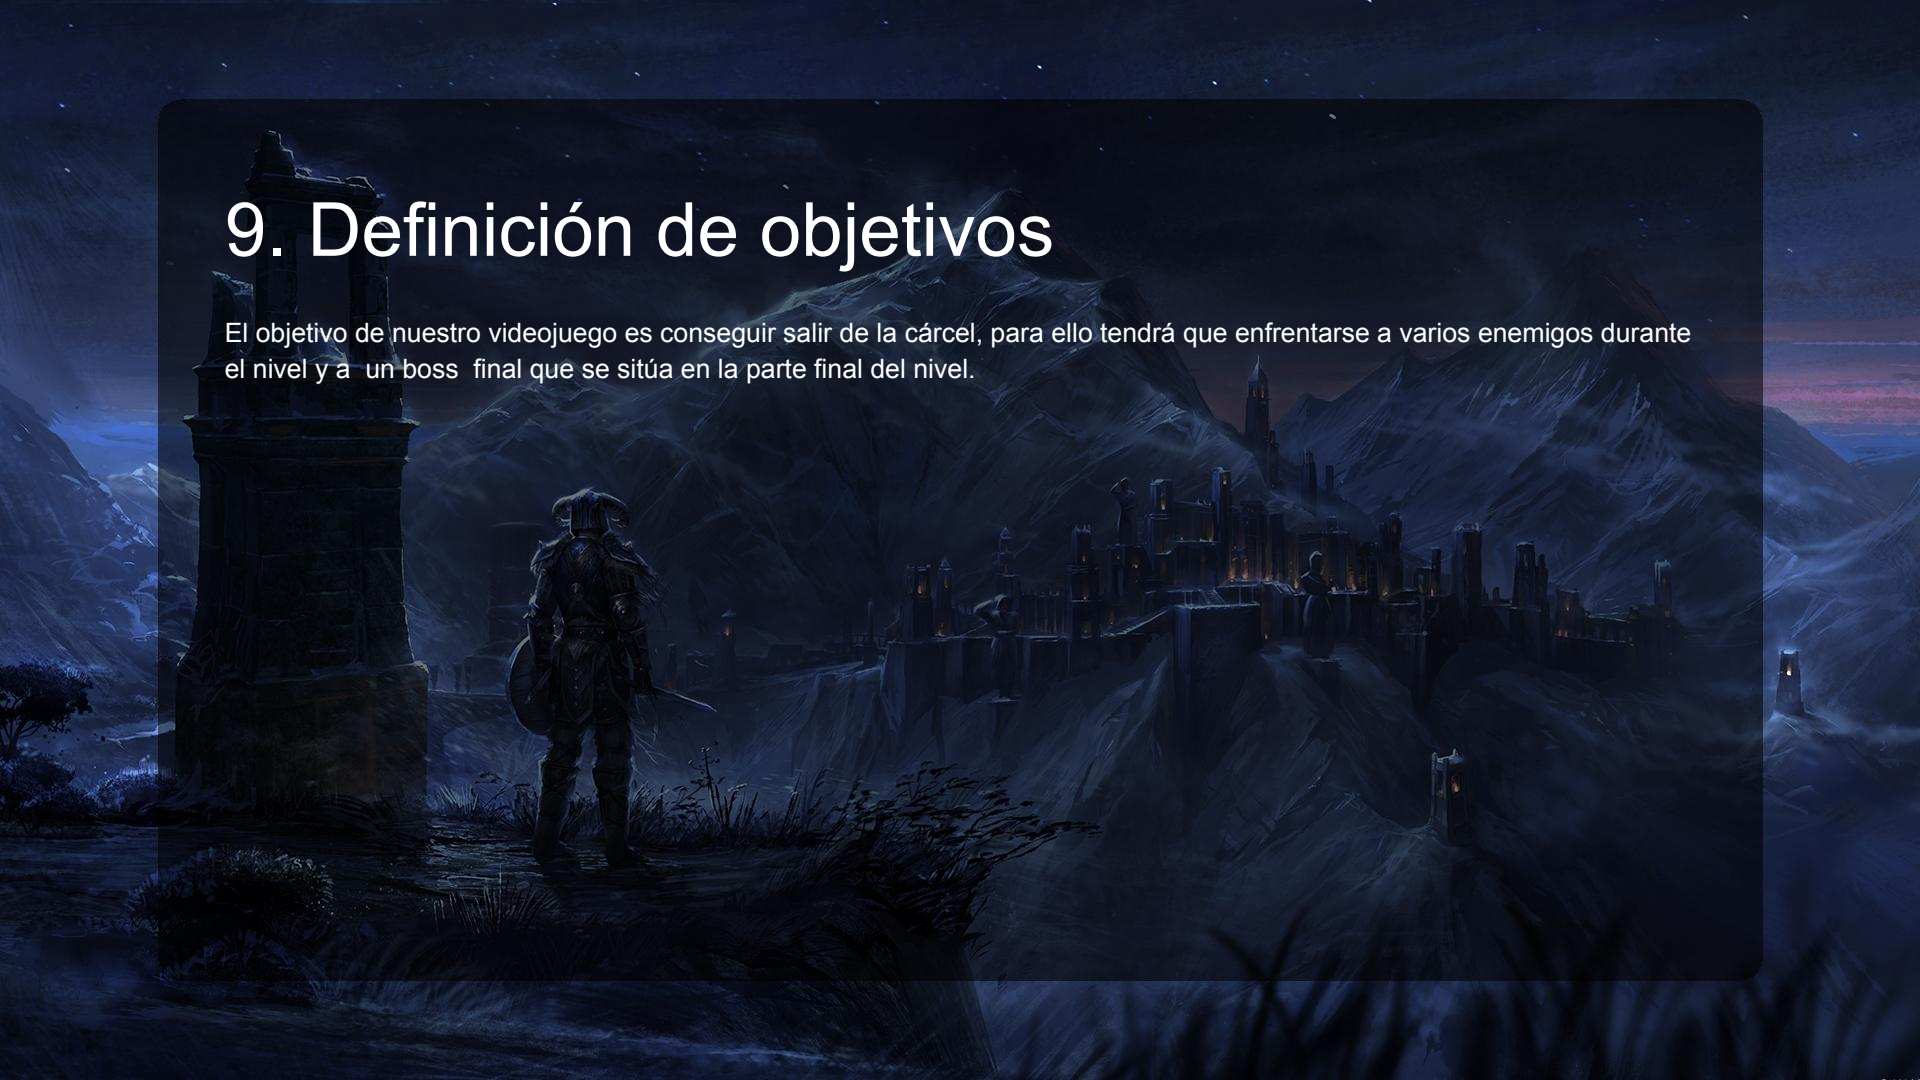 9. Definición de objetivos
El objetivo de nuestro videojuego es conseguir salir de la cárcel, para ello tendrá que enfrentarse a varios enemigos durante
el nivel y a  un boss  final que se sitúa en la parte final del nivel.